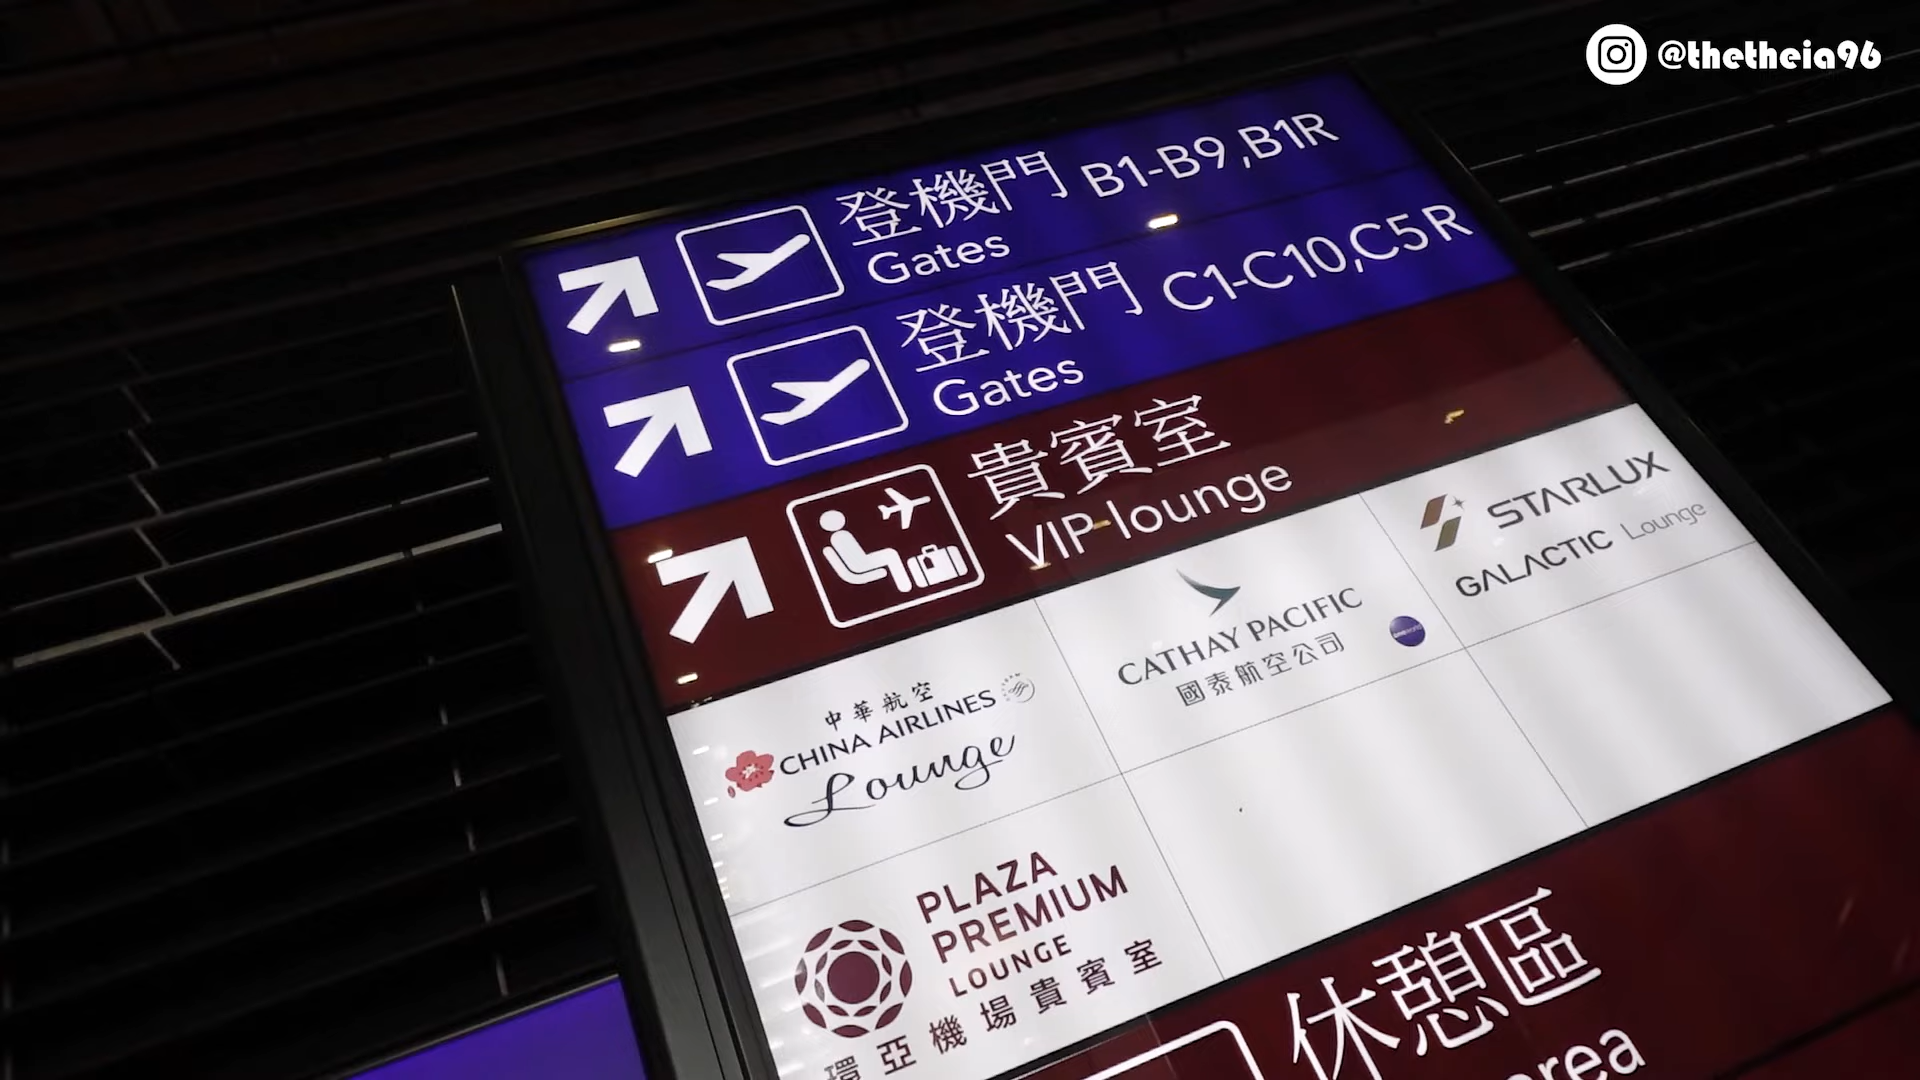 @thetheia96
登機門 B1-B9,B1R
Gates
登機門 C1-C10,C5R
Gates
貴賓室
VIP lounge
中華航空
CHINA AIRLINES
Lounge
CATHAY PACIFIC
國泰航空公司
oneworld
STARLUX
GALACTIC Lounge
PLAZA
PREMIUM
LOUNGE
環亞機場貴賓室
休憩區